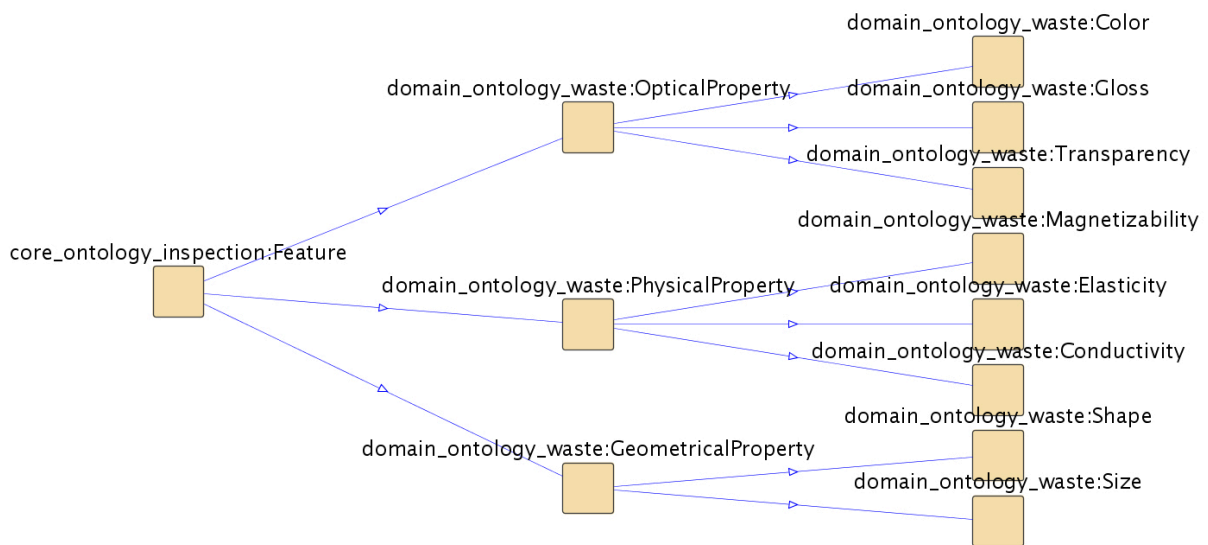 domain_ontology_waste:Color
domain_ontology_waste:OpticalProperty
domain_ontology_waste:Gloss
domain_ontology_waste:Transparency
domain_ontology_waste:Magnetizability
core_ontology_inspection:Feature
domain_ontology_waste:PhysicalProperty
domain_ontology_waste:Elasticity
domain_ontology_waste:Conductivity
domain_ontology_waste:Shape
domain_ontology_waste:GeometricalProperty
domain_ontology_waste:Size